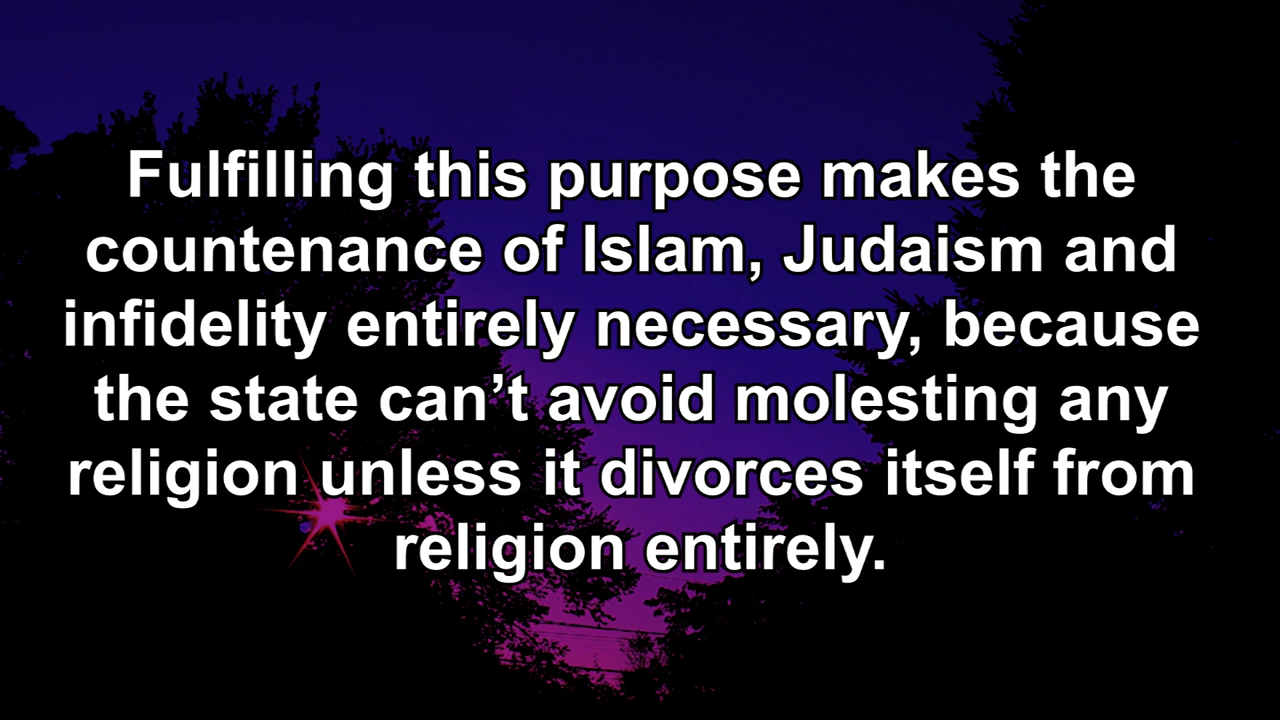 Fulfilling this purpose makes the
countenance of Islam, Judaism and
infidelity entirely necessary, because
the state can’t avoid molesting any
religion unless it divorces itself from
religion entirely.